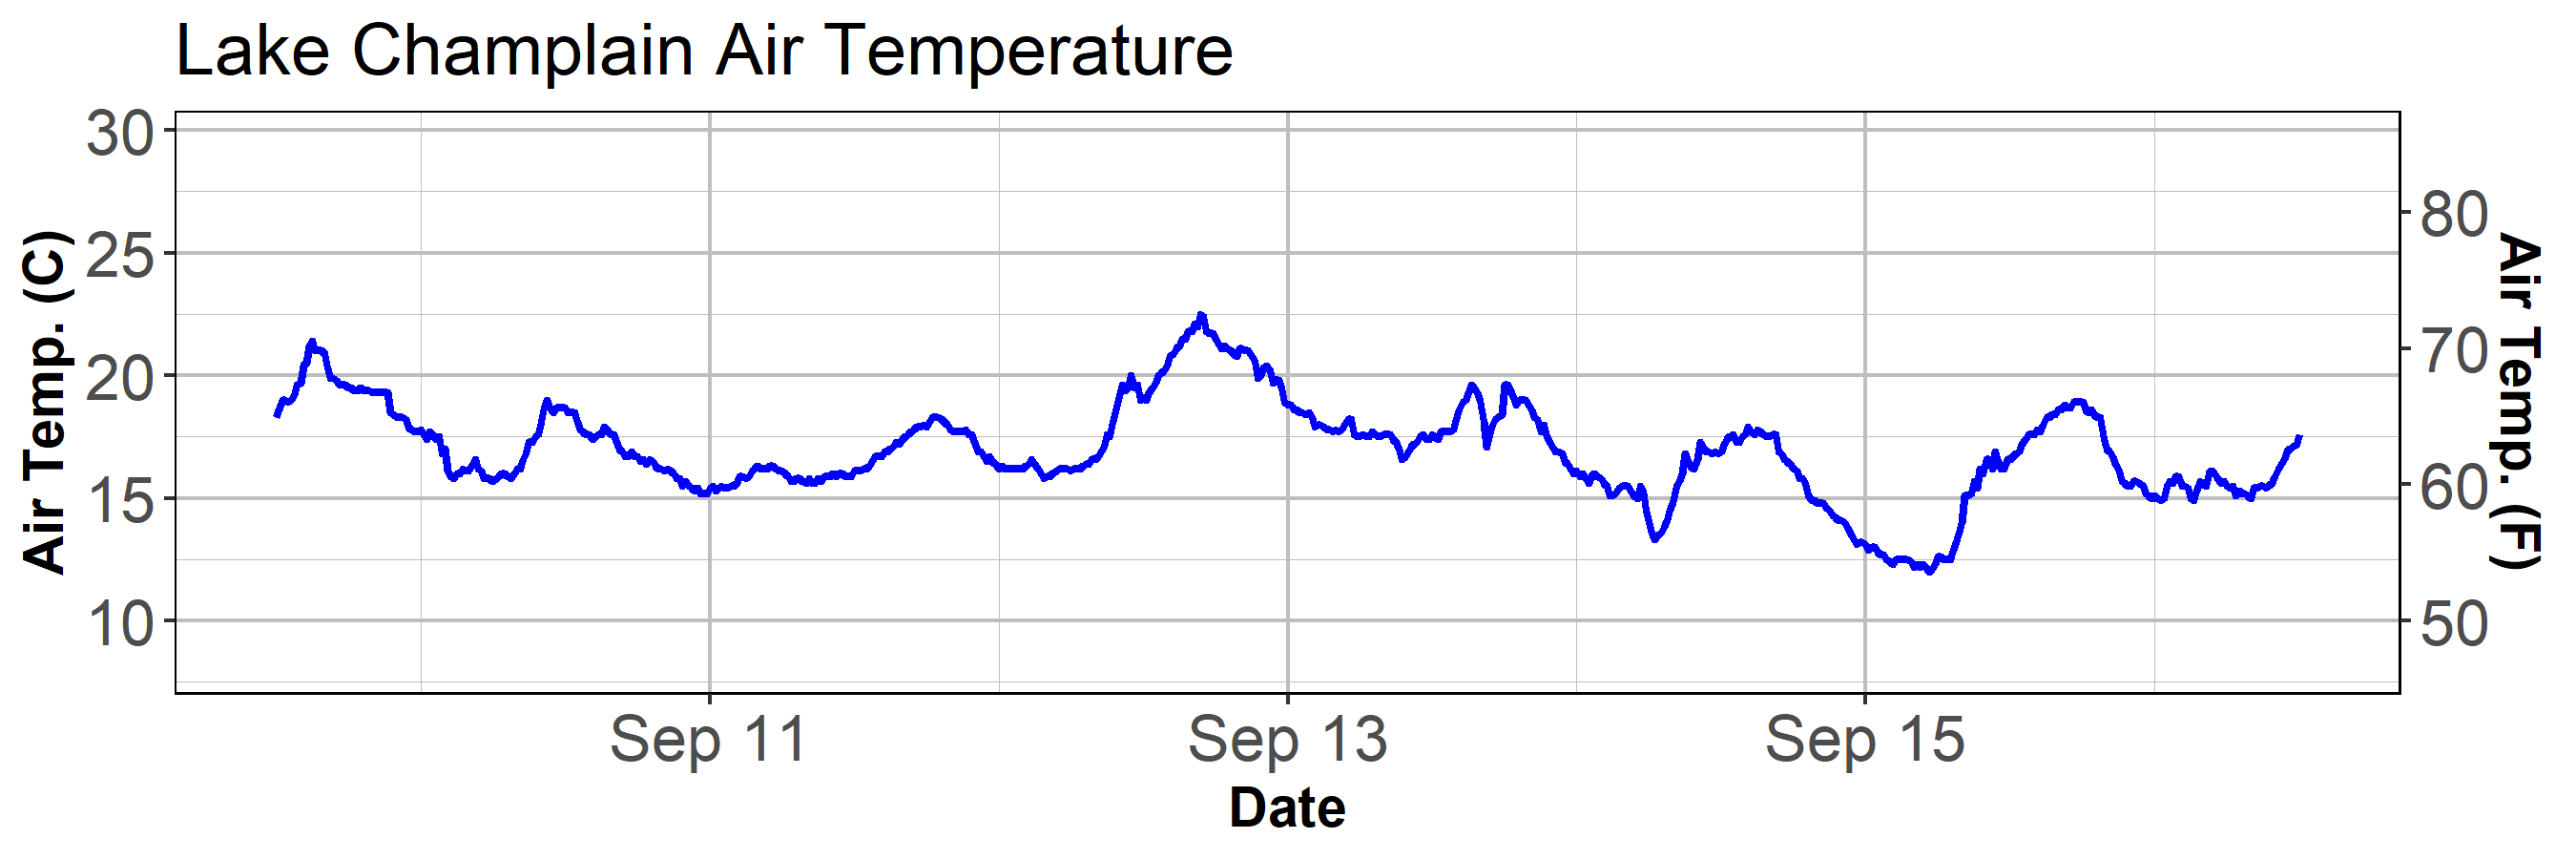 Lake Champlain Air Temperature
30
25
20
15
10
Air Temp. (C)
80
70
60
50
Air Temp. (F)
Sep 11
Sep 13
Sep 15
Date